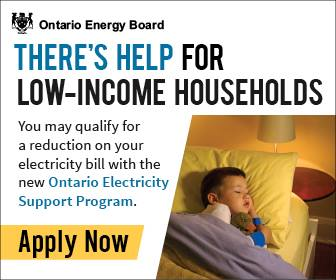 Ontario Energy Board
THERE'S HELP FOR
LOW-INCOME HOUSEHOLDS
You may qualify for
a reduction on your
electricity bill with the
new Ontario Electricity
Support Program.
Apply Now